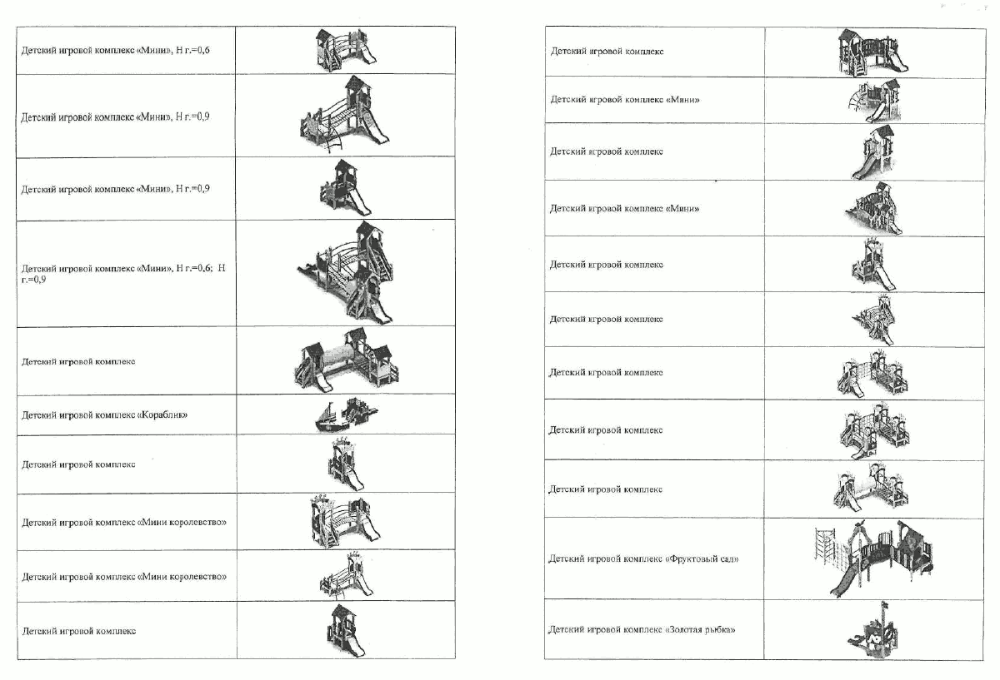 Детский игровой комплекс «Мини», Н г.=0,6
Детский игровой комплекс «Мини», Н г.=0,9
Детский игровой комплекс «Мини», Н г.=0,9
Детский игровой комплекс «Мини», Н г.=0,6; Н
г.=0,9
Детский игровой комплекс
Детский игровой комплекс «Кораблик»
Детский игровой комплекс
Детский игровой комплекс «Мини королевство»
Детский игровой комплекс «Мини королевство»
Детский игровой комплекс
Детский игровой комплекс
Детский игровой комплекс «Мини»
Детский игровой комплекс
Детский игровой комплекс «Мини»
Детский игровой комплекс
Детский игровой комплекс
Детский игровой комплекс
Детский игровой комплекс
Детский игровой комплекс
Детский игровой комплекс «Фруктовый сад»
Детский игровой комплекс «Золотая рыбка»